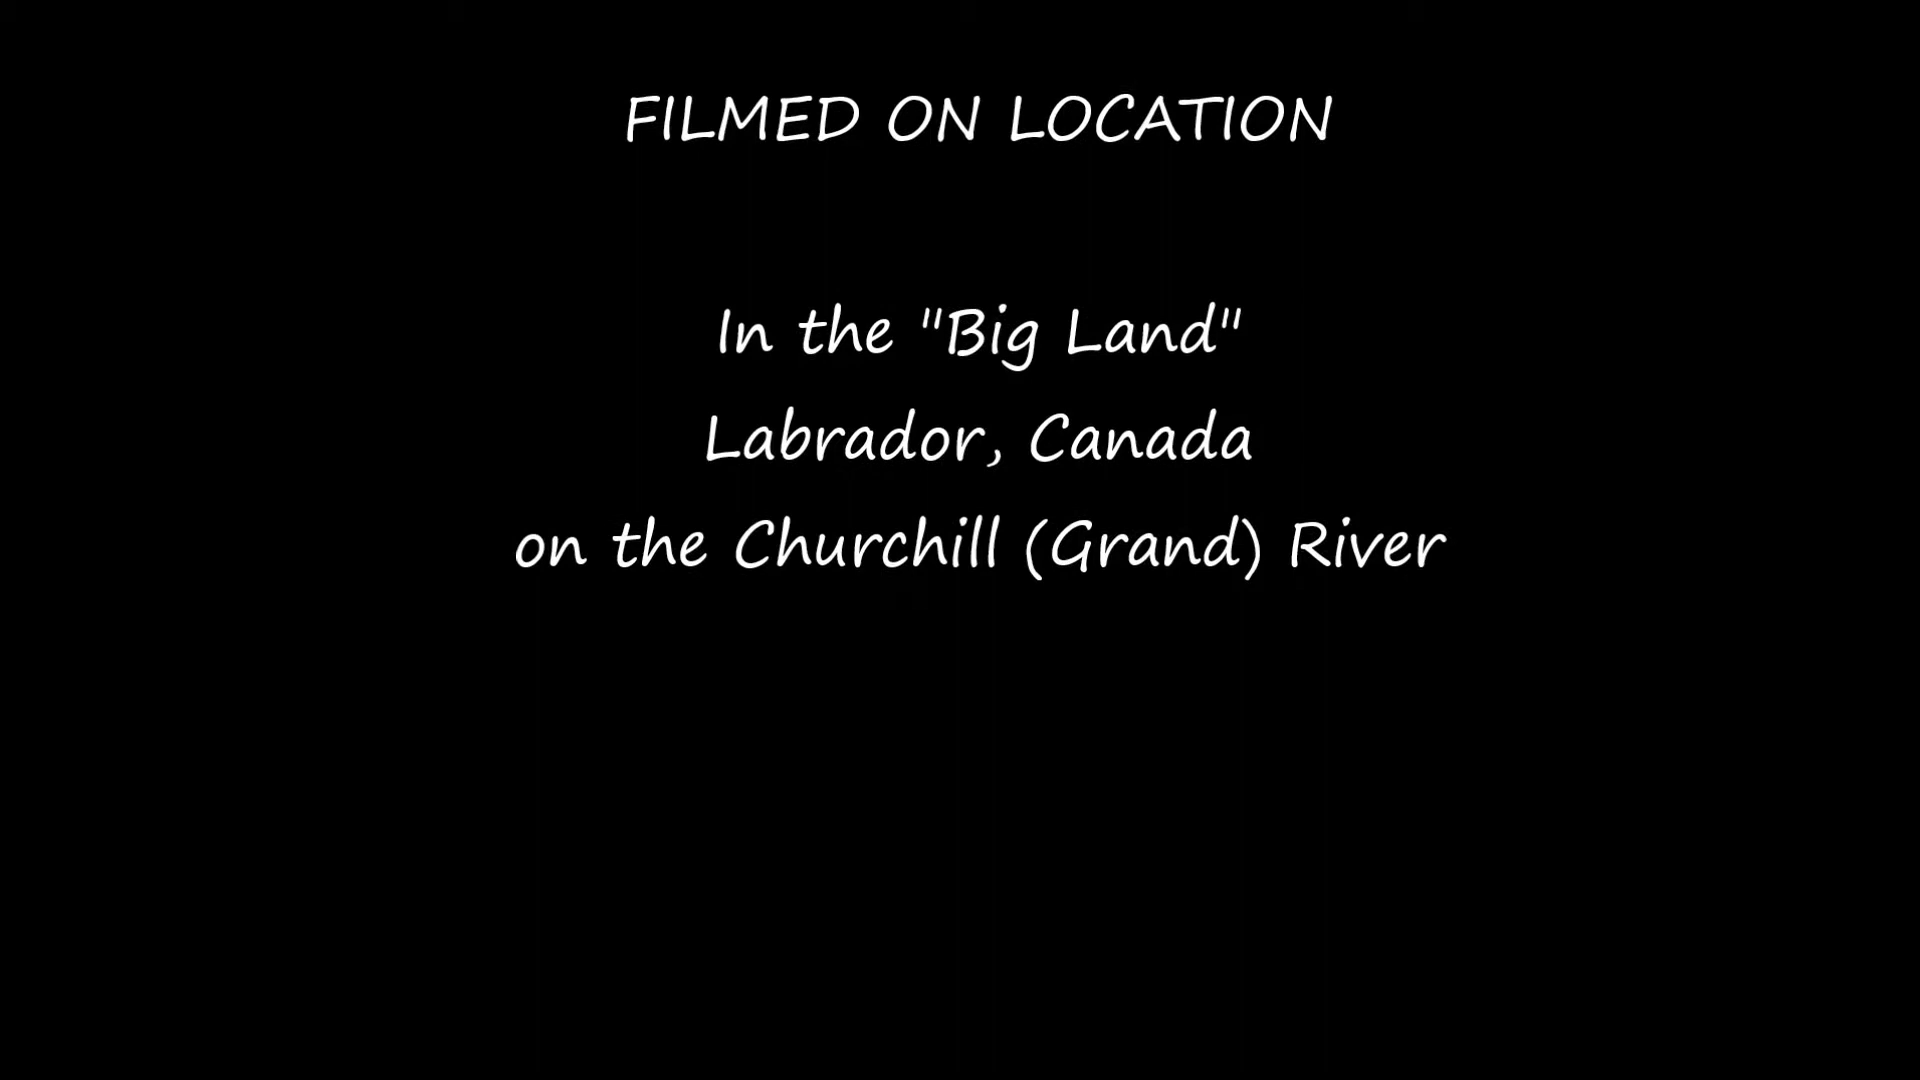 FILMED ON LOCATION
In the "Big Land"
Labrador, Canada
on the Churchill (Grand) River